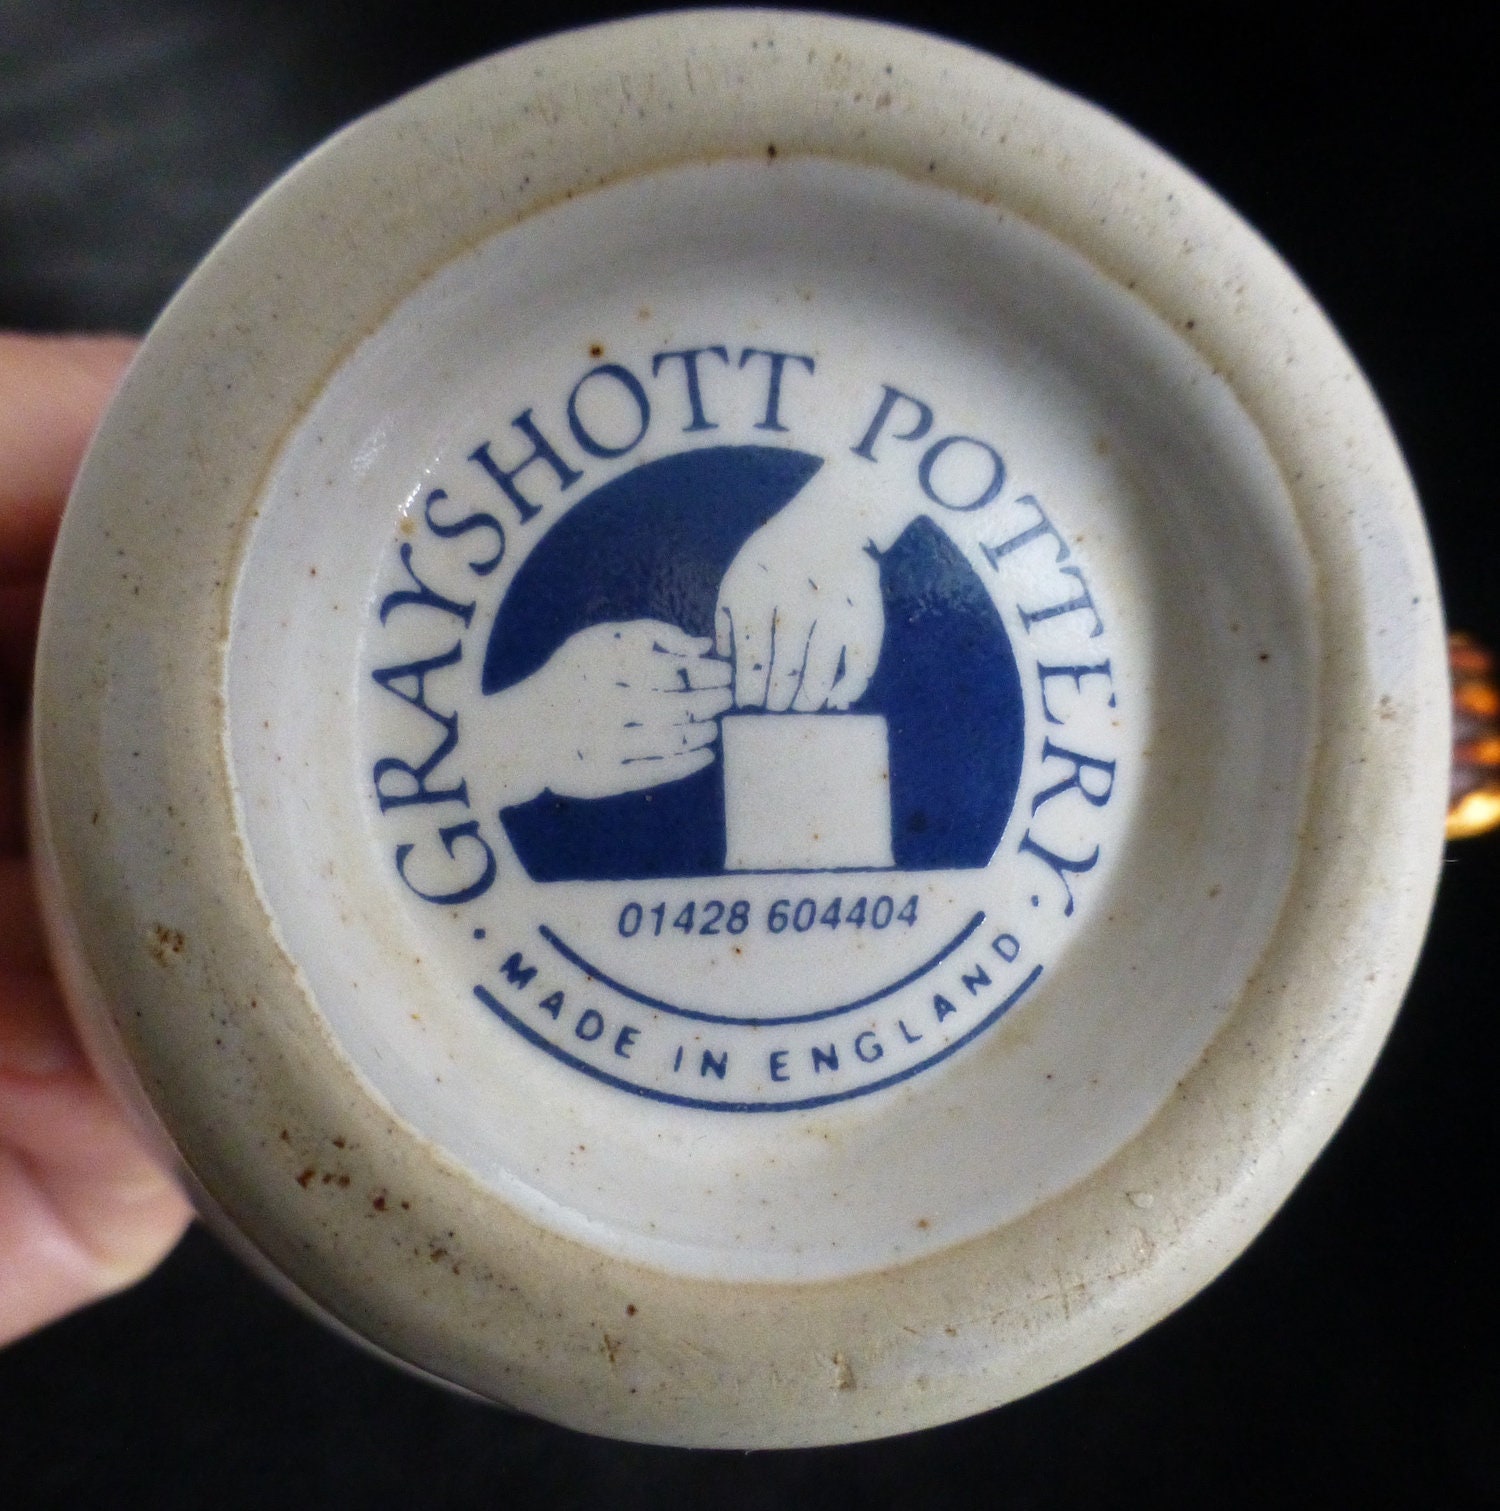 GRAYSHOTT POTTERY
01428 604404
· MADE IN ENGLAND ·